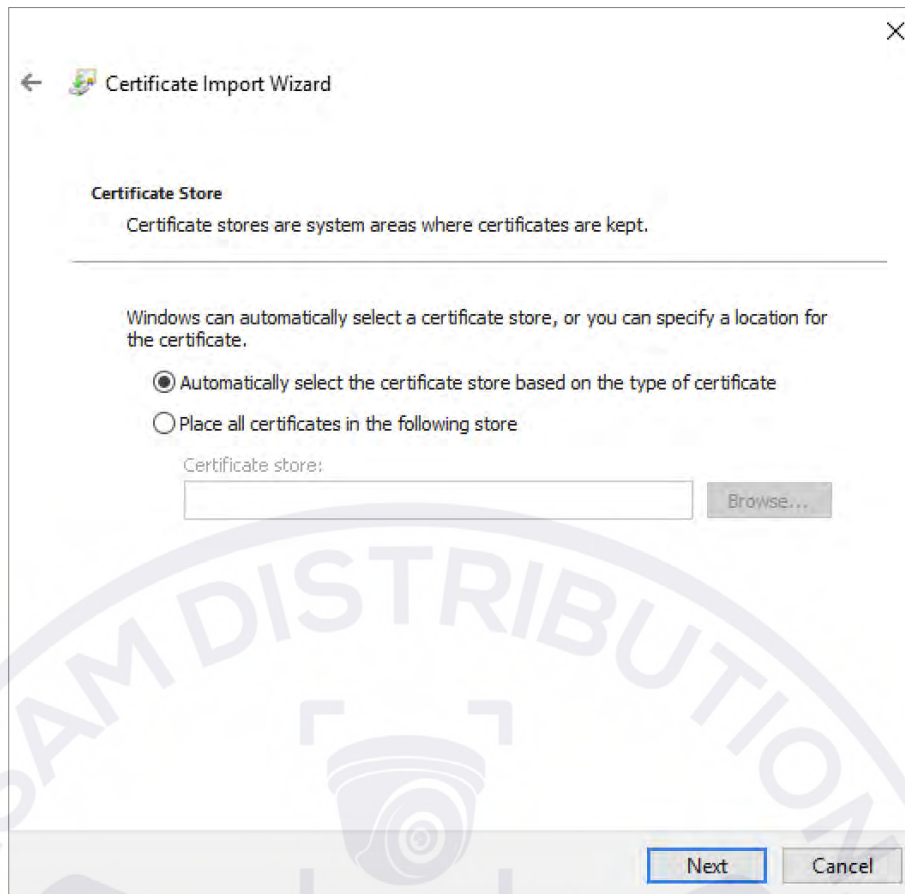 Certificate Import Wizard
Certificate Store
Certificate stores are system areas where certificates are kept.
Windows can automatically select a certificate store, or you can specify a location for
the certificate.
Automatically select the certificate store based on the type of certificate
Place all certificates in the following store
Certificate store:
Browse...
SAM DISTRIBUTION
Next
Cancel